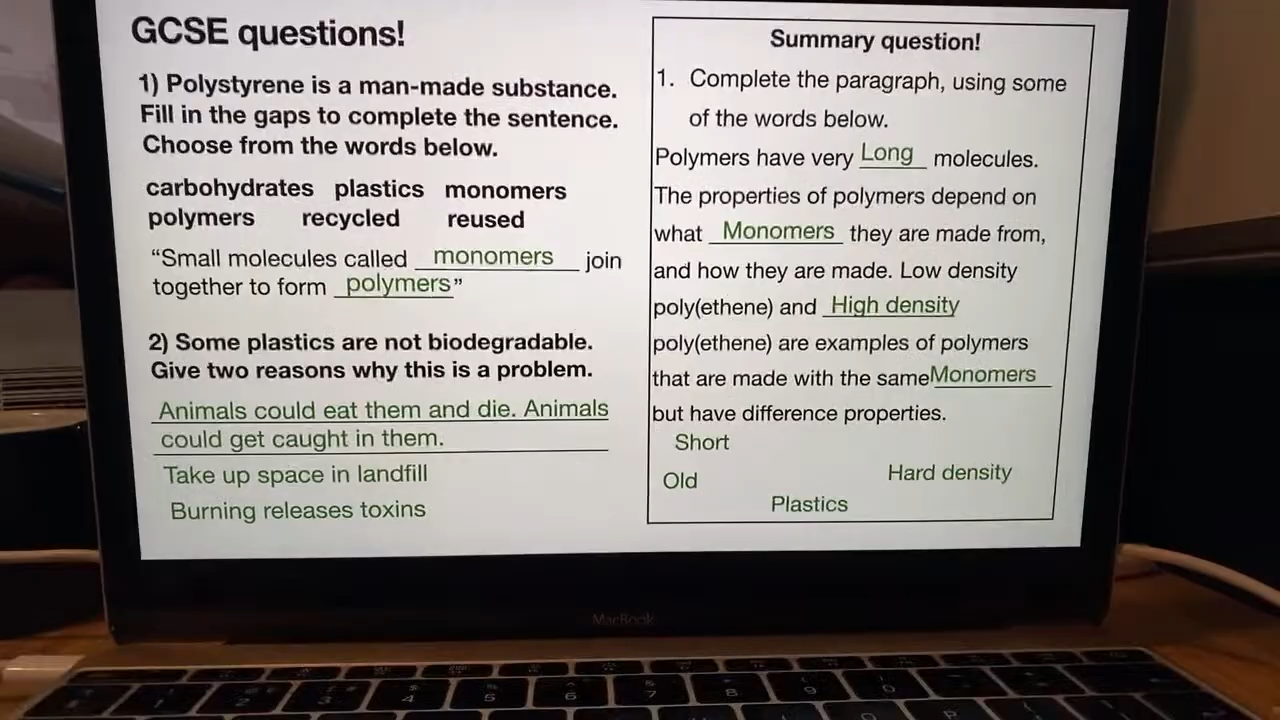 GCSE questions!
1) Polystyrene is a man-made substance.
Fill in the gaps to complete the sentence.
Choose from the words below.
carbohydrates plastics monomers
polymers recycled reused
“Small molecules called monomers join
together to form polymers”
2) Some plastics are not biodegradable.
Give two reasons why this is a problem.
Animals could eat them and die. Animals
could get caught in them.
Take up space in landfill
Burning releases toxins
Summary question!
1. Complete the paragraph, using some
of the words below.
Polymers have very Long molecules.
The properties of polymers depend on
what Monomers they are made from,
and how they are made. Low density
poly(ethene) and High density
poly(ethene) are examples of polymers
that are made with the same Monomers
but have difference properties.
Short
Old Hard density
Plastics
MacBook
4 5 6 7 8 9 0